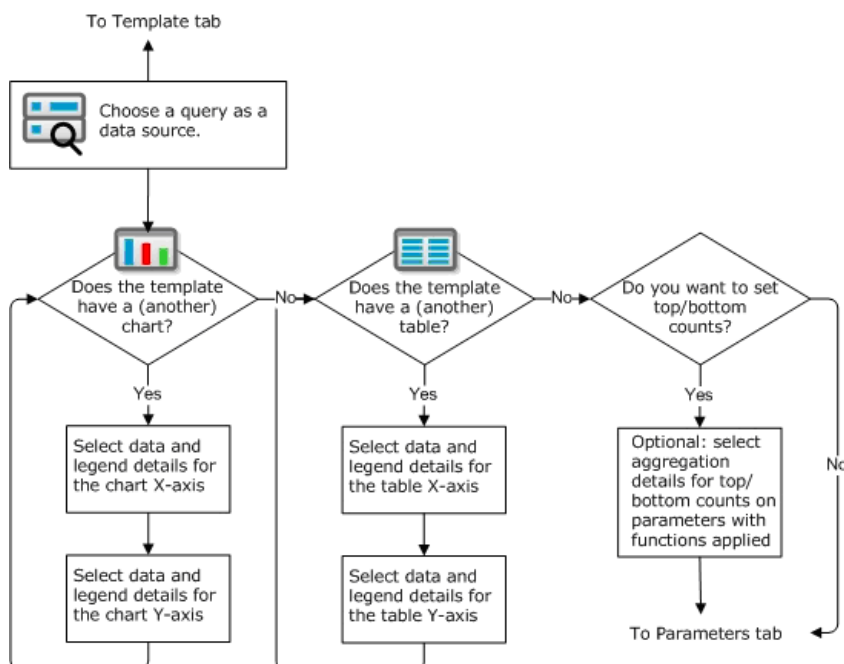 To Template tab
Choose a query as a
data source.
Does the template
have a (another)
chart?
No
Does the template
have a (another)
table?
No
Do you want to set
top/bottom
counts?
Yes
Yes
Yes
Select data and
legend details for
the chart X-axis
Select data and
legend details for
the table X-axis
Optional: select
aggregation
details for top/
bottom counts on
parameters with
functions applied
No
Select data and
legend details for
the chart Y-axis
Select data and
legend details for
the table Y-axis
To Parameters tab